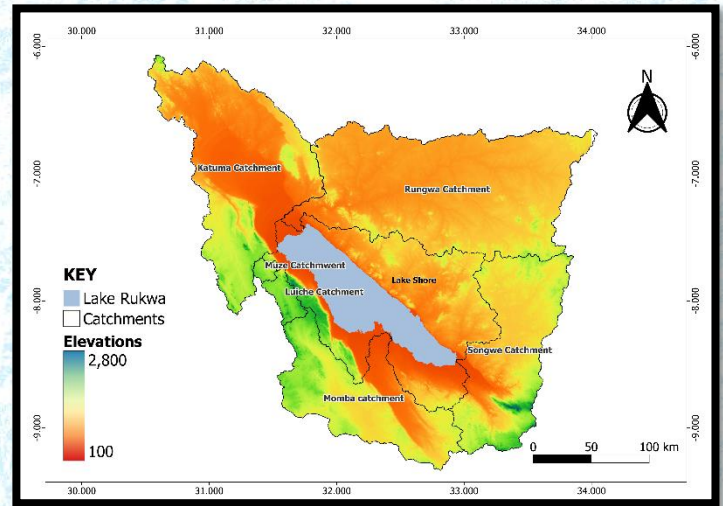 30.000 31.000 32.000 33.000 34.000
-6.000 -6.000
N
Katuma Catchment
-7.000 -7.000
Rungwa Catchment
KEY
Muze Catchmwent
Lake Shore
Lake Rukwa
Luiche Catchment
-8.000 -8.000
Catchments
Elevations
2,800
Songwe Catchment
Momba catchment
100
-9.000 -9.000
0 50 100 km
30.000 31.000 32.000 33.000 34.000